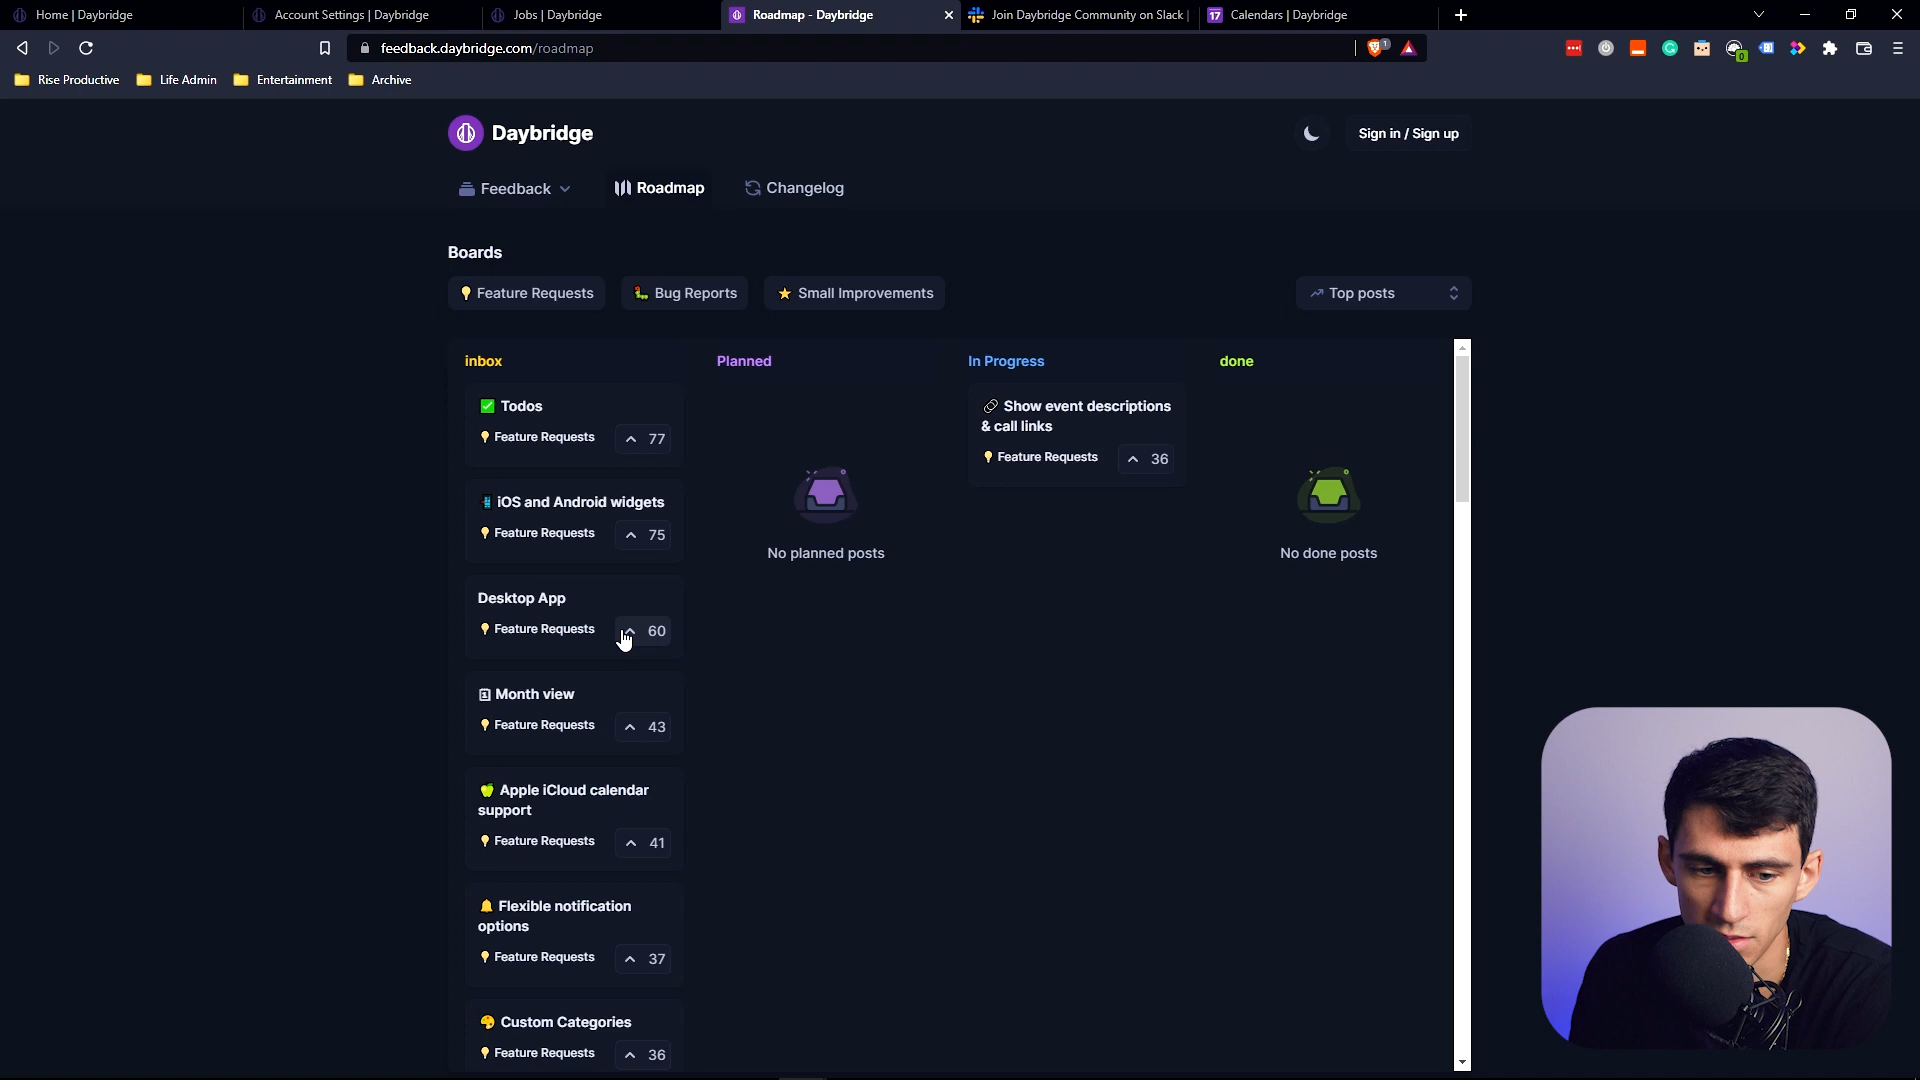 Home | Daybridge
Account Settings | Daybridge
Jobs | Daybridge
Roadmap - Daybridge
Join Daybridge Community on Slack |
17 Calendars | Daybridge
feedback.daybridge.com/roadmap
1
0
Rise Productive
Life Admin
Entertainment
Archive
Daybridge
Sign in / Sign up
Feedback
Roadmap
Changelog
Boards
Feature Requests
Bug Reports
Small Improvements
Top posts
inbox
Planned
In Progress
done
Todos
Feature Requests
77
iOS and Android widgets
Feature Requests
75
Desktop App
Feature Requests
60
Month view
Feature Requests
43
Apple iCloud calendar
support
Feature Requests
41
Flexible notification
options
Feature Requests
37
Custom Categories
Feature Requests
36
No planned posts
Show event descriptions
& call links
Feature Requests
36
No done posts